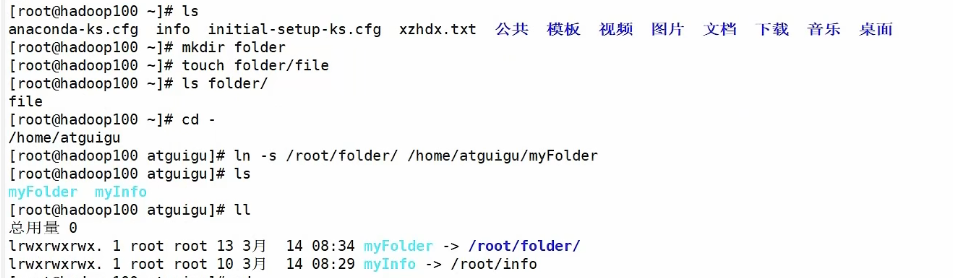 [root@hadoop100 ~]# ls
anaconda-ks.cfg  info  initial-setup-ks.cfg  xzhdx.txt  公共  模板  视频  图片  文档  下载  音乐  桌面
[root@hadoop100 ~]# mkdir folder
[root@hadoop100 ~]# touch folder/file
[root@hadoop100 ~]# ls folder/
file
[root@hadoop100 ~]# cd -
/home/atguigu
[root@hadoop100 atguigu]# ln -s /root/folder/ /home/atguigu/myFolder
[root@hadoop100 atguigu]# ls
myFolder  myInfo
[root@hadoop100 atguigu]# ll
总用量 0
lrwxrwxrwx. 1 root root 13 3月  14 08:34 myFolder -> /root/folder/
lrwxrwxrwx. 1 root root 10 3月  14 08:29 myInfo -> /root/info